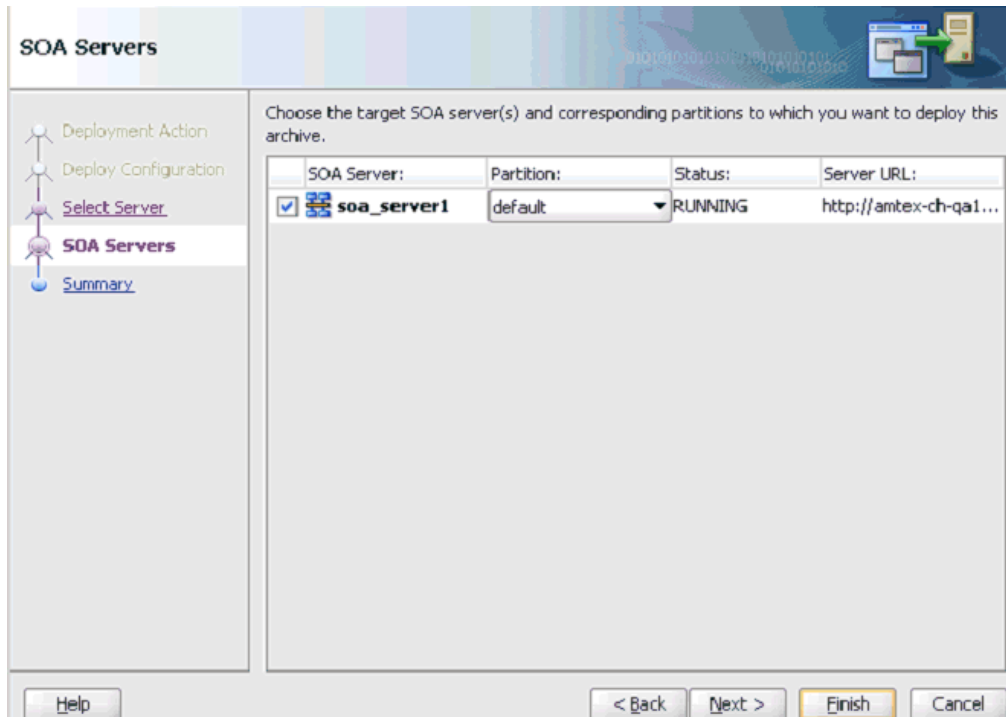 SOA Servers
Deployment Action
Deploy Configuration
Select Server
SOA Servers
Summary
Choose the target SOA server(s) and corresponding partitions to which you want to deploy this
archive.
SOA Server: Partition: Status: Server URL:
soa_server1 default RUNNING http://amtex-ch-qa1...
Help < Back Next > Finish Cancel